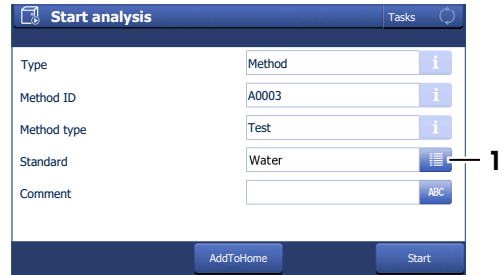 Start analysis Tasks
Type Method i
Method ID A0003 i
Method type Test i
Standard Water 1
Comment ABC
AddToHome Start